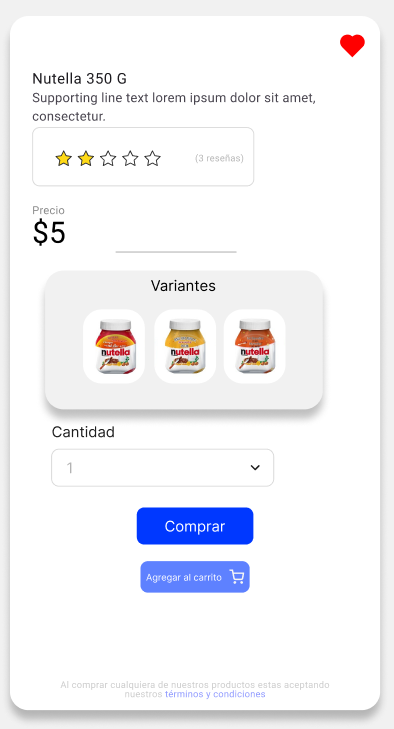 Nutella 350 G
Supporting line text lorem ipsum dolor sit amet,
consectetur.
(3 reseñas)
Precio
$5
Variantes
nutella nutella nutella
Cantidad
1
Comprar
Agregar al carrito
Al comprar cualquiera de nuestros productos estas aceptando
nuestros términos y condiciones